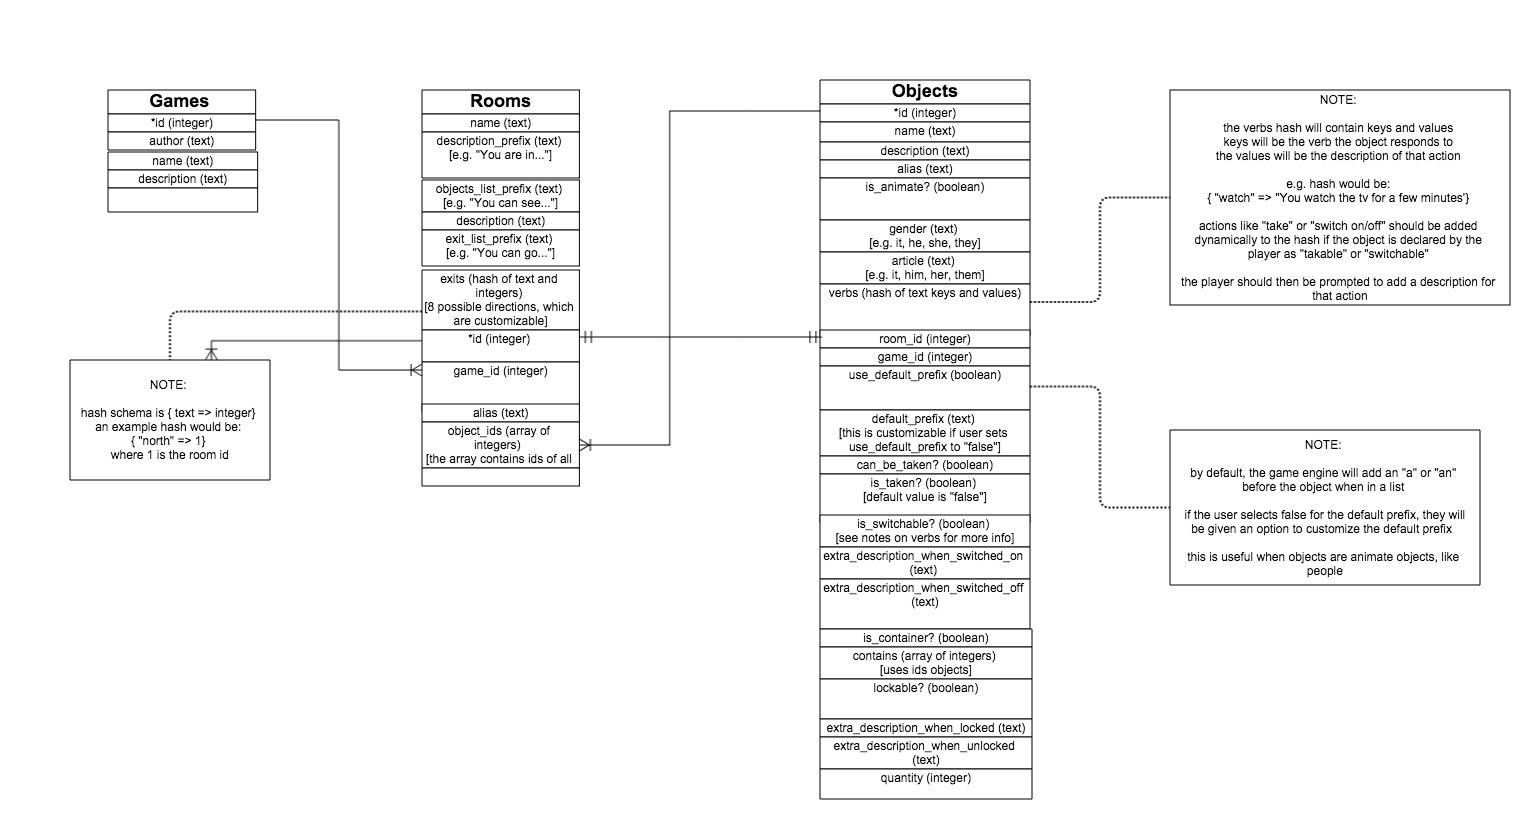 Games
*id (integer)
author (text)
name (text)
description (text)
Rooms
name (text)
description_prefix (text)
[e.g. "You are in..."]
objects_list_prefix (text)
[e.g. "You can see..."]
description (text)
exit_list_prefix (text)
[e.g. "You can go..."]
exits (hash of text and
integers)
[8 possible directions, which
are customizable]
*id (integer)
game_id (integer)
alias (text)
object_ids (array of
integers)
[the array contains ids of all
NOTE:
hash schema is { text => integer}
an example hash would be:
{ "north" => 1}
where 1 is the room id
Objects
*id (integer)
name (text)
description (text)
alias (text)
is_animate? (boolean)
gender (text)
[e.g. it, he, she, they]
article (text)
[e.g. it, him, her, them]
verbs (hash of text keys and values)
room_id (integer)
game_id (integer)
use_default_prefix (boolean)
default_prefix (text)
[this is customizable if user sets
use_default_prefix to "false"]
can_be_taken? (boolean)
is_taken? (boolean)
[default value is "false"]
is_switchable? (boolean)
[see notes on verbs for more info]
extra_description_when_switched_on
(text)
extra_description_when_switched_off
(text)
is_container? (boolean)
contains (array of integers)
[uses ids objects]
lockable? (boolean)
extra_description_when_locked (text)
extra_description_when_unlocked
(text)
quantity (integer)
NOTE:
the verbs hash will contain keys and values
keys will be the verb the object responds to
the values will be the description of that action
e.g. hash would be:
{ "watch" => "You watch the tv for a few minutes'}
actions like "take" or "switch on/off" should be added
dynamically to the hash if the object is declared by the
player as "takable" or "switchable"
the player should then be prompted to add a description for
that action
NOTE:
by default, the game engine will add an "a" or "an"
before the object when in a list
if the user selects false for the default prefix, they will
be given an option to customize the default prefix
this is useful when objects are animate objects, like
people